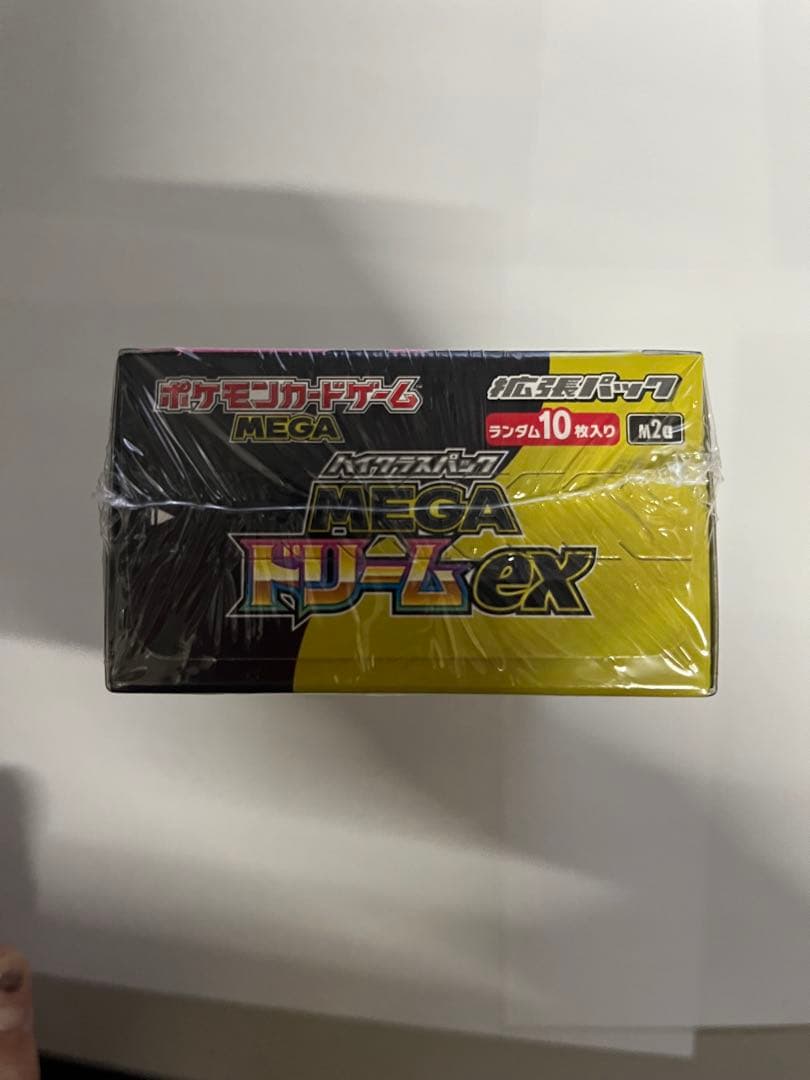 ポケモンカードゲーム
MEGA
拡張パック
ランダム10枚入り
M2a
ハイクラスパック
MEGA
ドリームex